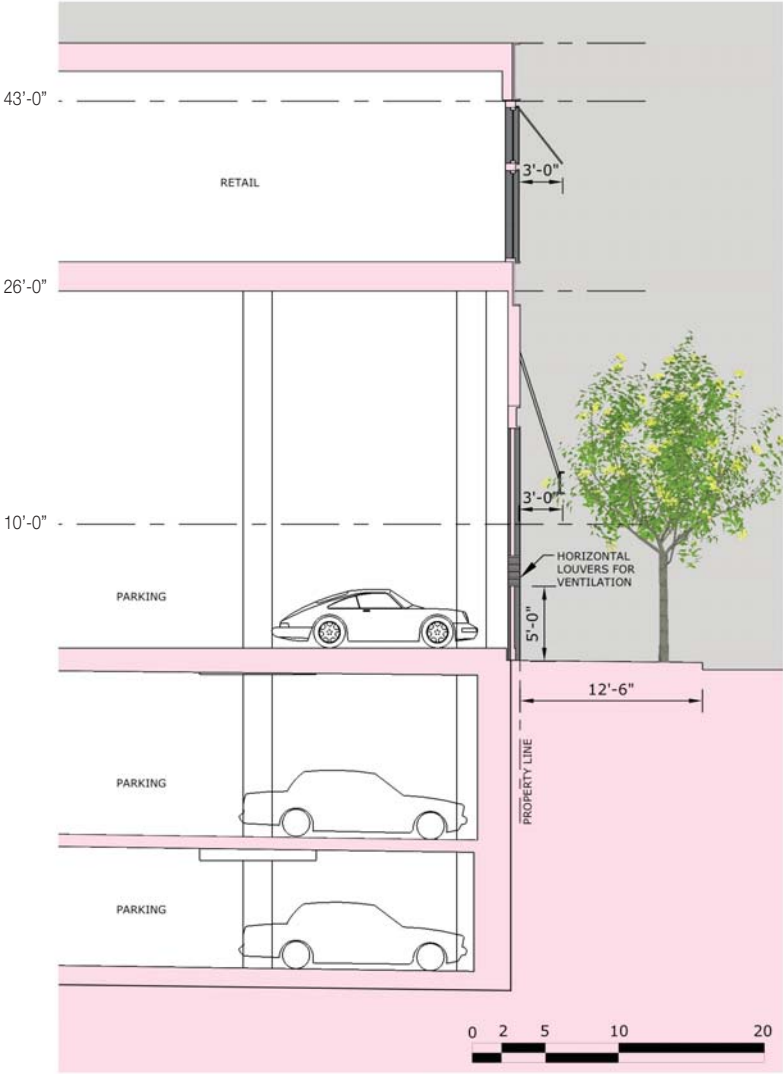 43’-0”
3'-0"
RETAIL
26’-0”
3'-0"
10’-0”
HORIZONTAL
LOUVERS FOR
VENTILATION
PARKING
5'-0"
12'-6"
PROPERTY LINE
PARKING
PARKING
0 2 5 10 20